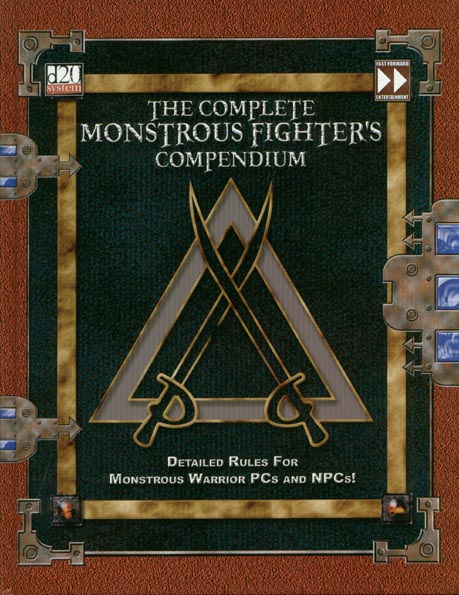 d20
system
FAST FORWARD
ENTERTAINMENT
THE COMPLETE
MONSTROUS FIGHTER'S
COMPENDIUM
DETAILED RULES FOR
MONSTROUS WARRIOR PCS AND NPCS!